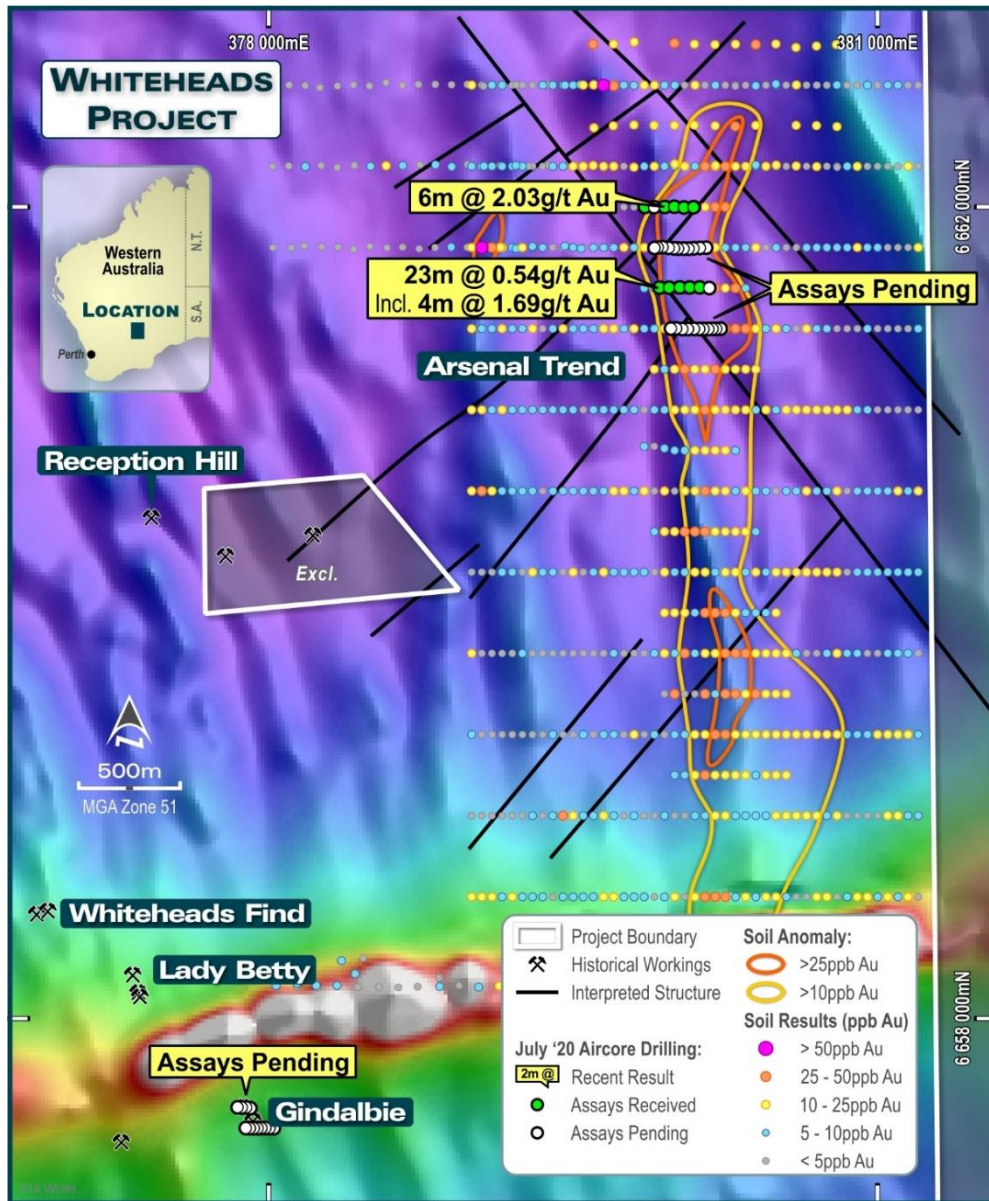 378 000mE
381 000mE
WHITEHEADS
PROJECT
Western
Australia
N.T.
S.A.
LOCATION
Perth
6 662 000mN
6m @ 2.03g/t Au
23m @ 0.54g/t Au
Incl. 4m @ 1.69g/t Au
Assays Pending
Arsenal Trend
Reception Hill
Excl.
N
500m
MGA Zone 51
Whiteheads Find
Lady Betty
Assays Pending
Gindalbie
6 658 000mN
Project Boundary
Historical Workings
Interpreted Structure
July '20 Aircore Drilling:
2m @
Recent Result
Assays Received
Assays Pending
Soil Anomaly:
>25ppb Au
>10ppb Au
Soil Results (ppb Au)
> 50ppb Au
25 - 50ppb Au
10 - 25ppb Au
5 - 10ppb Au
< 5ppb Au